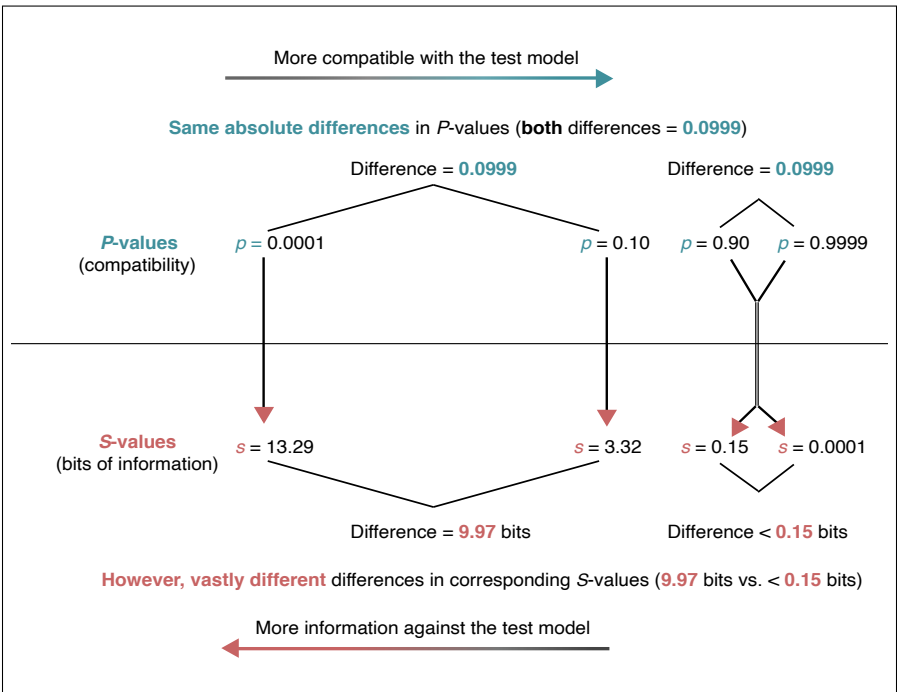 More compatible with the test model
Same absolute differences in P-values (both differences = 0.0999)
Difference = 0.0999
Difference = 0.0999
P-values
(compatibility)
p = 0.0001
p = 0.10
p = 0.90
p = 0.9999
S-values
(bits of information)
s = 13.29
s = 3.32
s = 0.15
s = 0.0001
Difference = 9.97 bits
Difference < 0.15 bits
However, vastly different differences in corresponding S-values (9.97 bits vs. < 0.15 bits)
More information against the test model